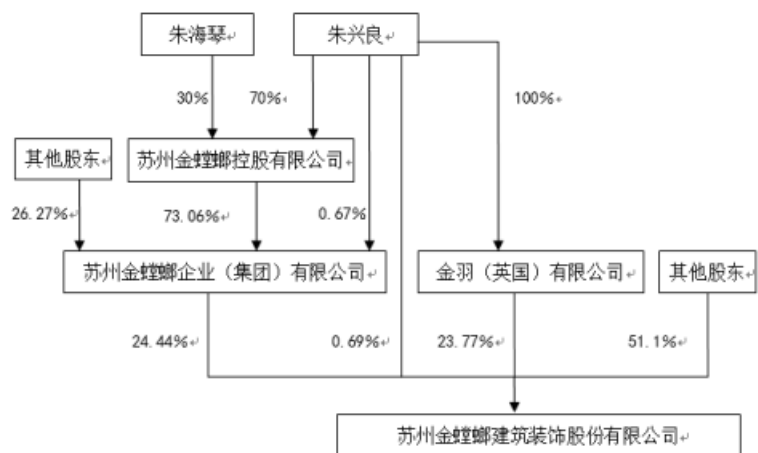 朱海琴
朱兴良
30%
70%
100%
其他股东
苏州金螳螂控股有限公司
26.27%
73.06%
0.67%
苏州金螳螂企业（集团）有限公司
金羽（英国）有限公司
其他股东
24.44%
0.69%
23.77%
51.1%
苏州金螳螂建筑装饰股份有限公司